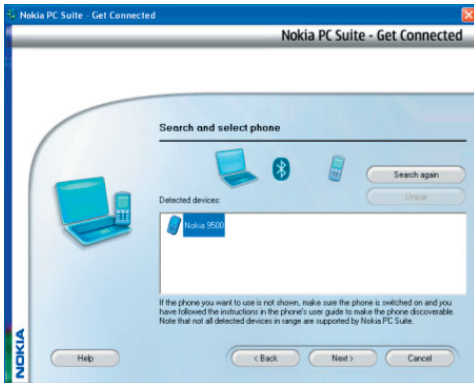 Nokia PC Suite - Get Connected
Nokia PC Suite - Get Connected
Search and select phone
Search again
Unpair
Detected devices:
Nokia 9500
If the phone you want to use is not shown, make sure the phone is switched on and you
have followed the instructions in the phone's user guide to make the phone discoverable.
Note that not all detected devices in range are supported by Nokia PC Suite.
NOKIA
Help
< Back
Next >
Cancel